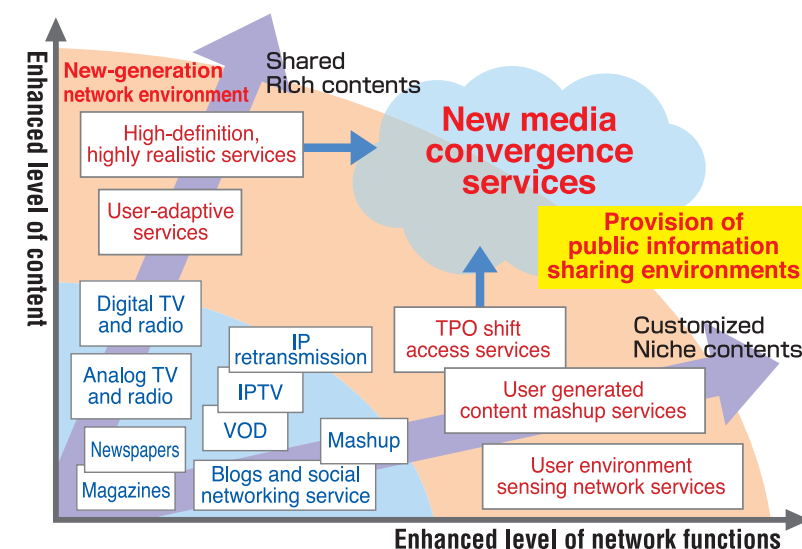 Enhanced level of content
New-generation
network environment
Shared
Rich contents
High-definition,
highly realistic services
New media
convergence
services
User-adaptive
services
Provision of
public information
sharing environments
Digital TV
and radio
IP
retransmission
TPO shift
access services
Customized
Niche contents
Analog TV
and radio
IPTV
User generated
content mashup services
VOD
Mashup
Newspapers
Magazines
Blogs and social
networking service
User environment
sensing network services
Enhanced level of network functions